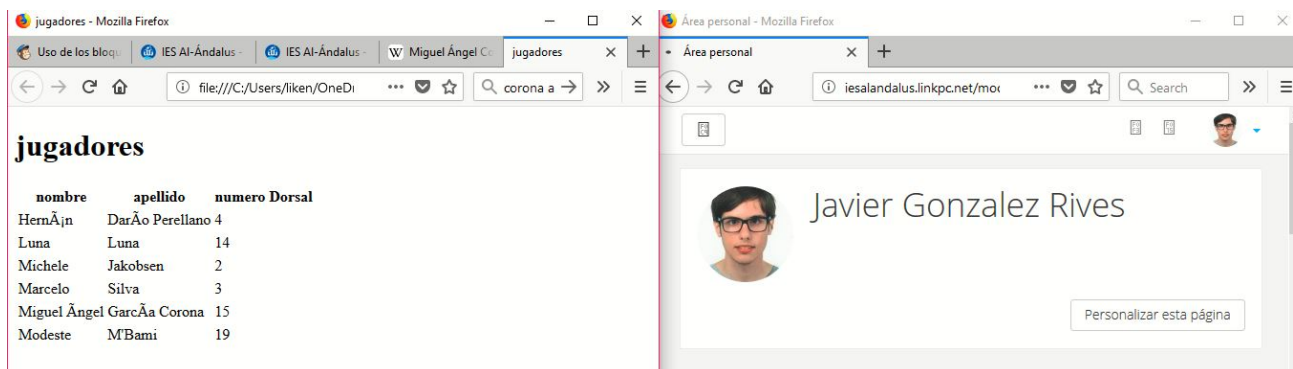 jugadores - Mozilla Firefox
Uso de los bloqu
IES Al-Ándalus -
IES Al-Ándalus -
Miguel Ángel Co
jugadores
file:///C:/Users/liken/OneDr
corona a
jugadores
nombre apellido numero Dorsal
HernÃ¡n DarÃo Perellano 4
Luna Luna 14
Michele Jakobsen 2
Marcelo Silva 3
Miguel Ãngel GarcÃa Corona 15
Modeste M'Bami 19
Área personal - Mozilla Firefox
Área personal
iesalandalus.linkpc.net/moo
Search
Javier Gonzalez Rives
Personalizar esta página